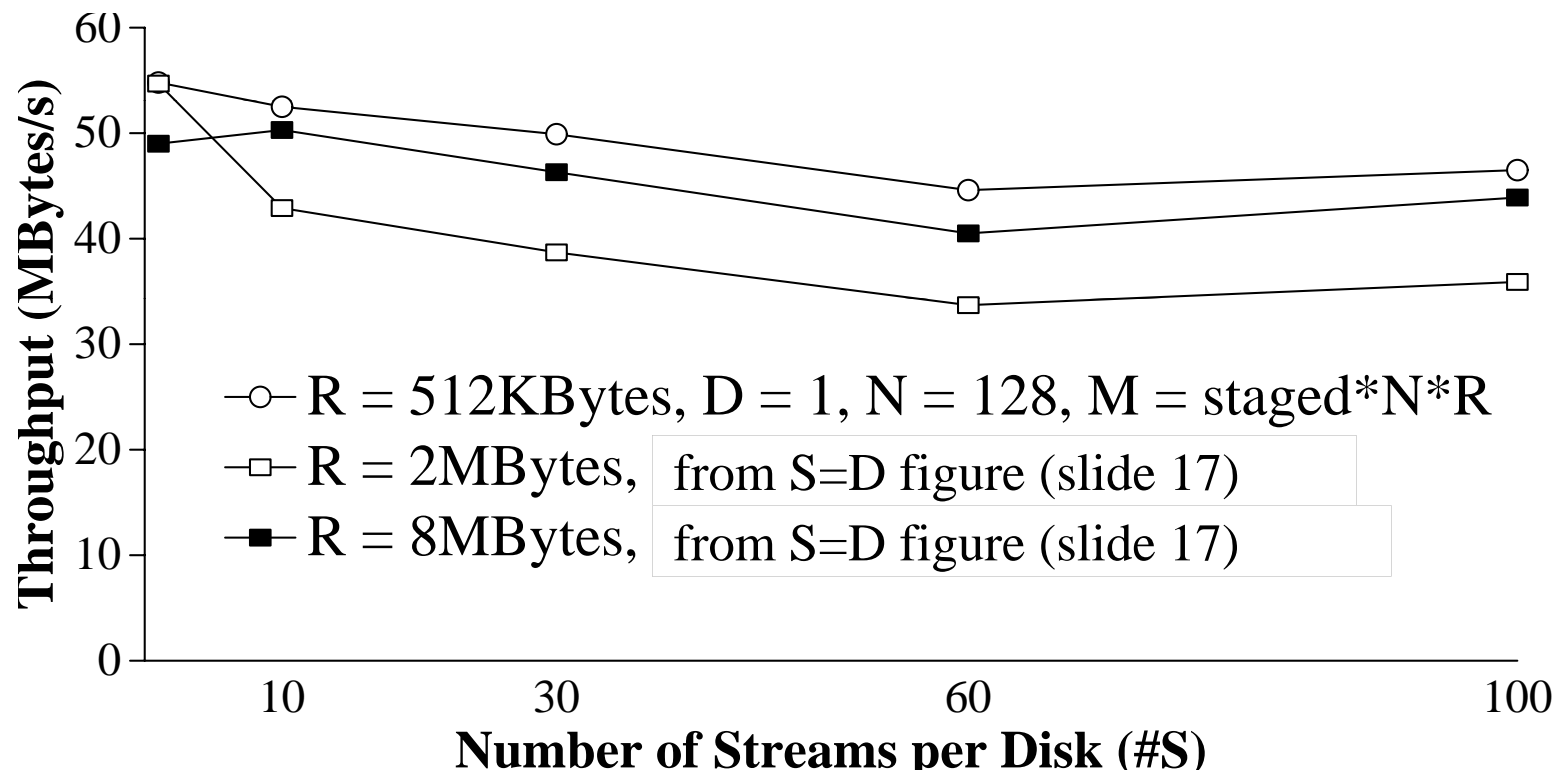 60
50
40
30
20
10
0
Throughput (MBytes/s)
R = 512KBytes, D = 1, N = 128, M = staged*N*R
R = 2MBytes, from S=D figure (slide 17)
R = 8MBytes, from S=D figure (slide 17)
10 30 60 100
Number of Streams per Disk (#S)